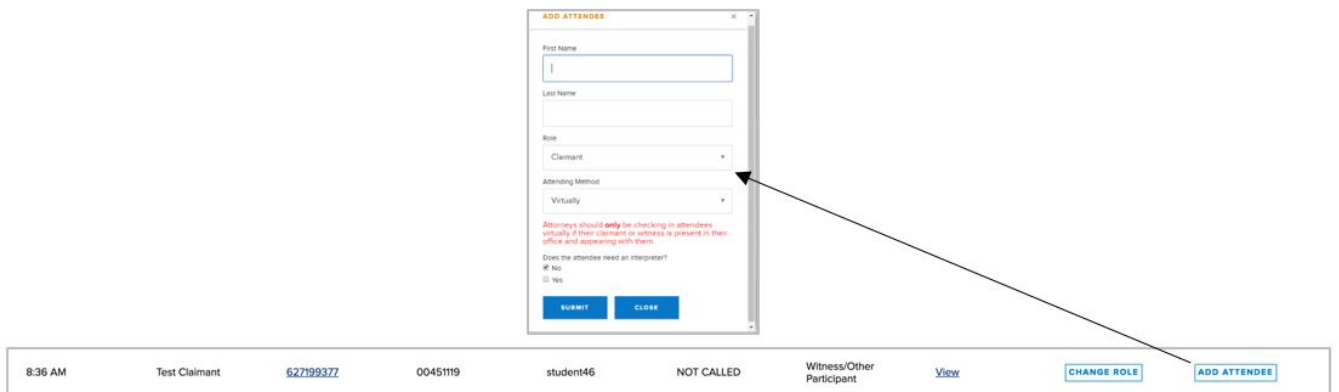 ADD ATTENDEE ×
First Name
Last Name
Role
Claimant
Attending Method
Virtually
Attorneys should only be checking in attendees
virtually if their claimant or witness is present in their
office and appearing with them.
Does the attendee need an interpreter?
No
Yes
SUBMIT CLOSE
8:36 AM Test Claimant 627199377 00451119 student46 NOT CALLED Witness/Other Participant View CHANGE ROLE ADD ATTENDEE